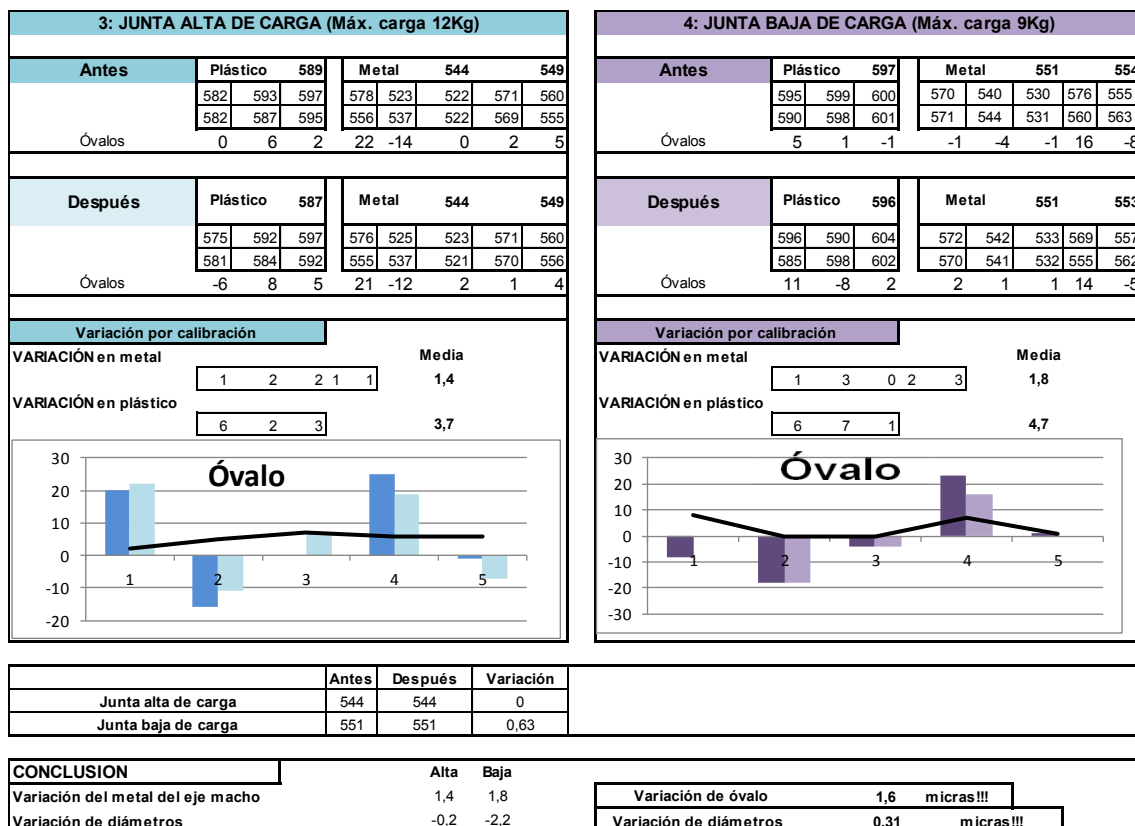 3: JUNTA ALTA DE CARGA (Máx. carga 12Kg)
Antes Plástico 589 Metal 544 549
582 593 597 578 523 522 571 560
582 587 595 556 537 522 569 555
Óvalos 0 6 2 22 -14 0 2 5
Después Plástico 587 Metal 544 549
575 592 597 576 525 523 571 560
581 584 592 555 537 521 570 556
Óvalos -6 8 5 21 -12 2 1 4
Variación por calibración
VARIACIÓN en metal Media
1 2 2 1 1 1,4
VARIACIÓN en plástico
6 2 3 3,7
Óvalo
30
20
10
0
-10
-20
1 2 3 4 5
4: JUNTA BAJA DE CARGA (Máx. carga 9Kg)
Antes Plástico 597 Metal 551 554
595 599 600 570 540 530 576 555
590 598 601 571 544 531 560 563
Óvalos 5 1 -1 -1 -4 -1 16 -8
Después Plástico 596 Metal 551 553
596 590 604 572 542 533 569 557
585 598 602 570 541 532 555 562
Óvalos 11 -8 2 2 1 1 14 -5
Variación por calibración
VARIACIÓN en metal Media
1 3 0 2 3 1,8
VARIACIÓN en plástico
6 7 1 4,7
Óvalo
30
20
10
0
-10
-20
-30
1 2 3 4 5
Antes Después Variación
Junta alta de carga 544 544 0
Junta baja de carga 551 551 0,63
CONCLUSION Alta Baja
Variación del metal del eje macho 1,4 1,8
Variación de diámetros -0,2 -2,2
Variación de óvalo 1,6 micras!!!
Variación de diámetros 0,31 micras!!!